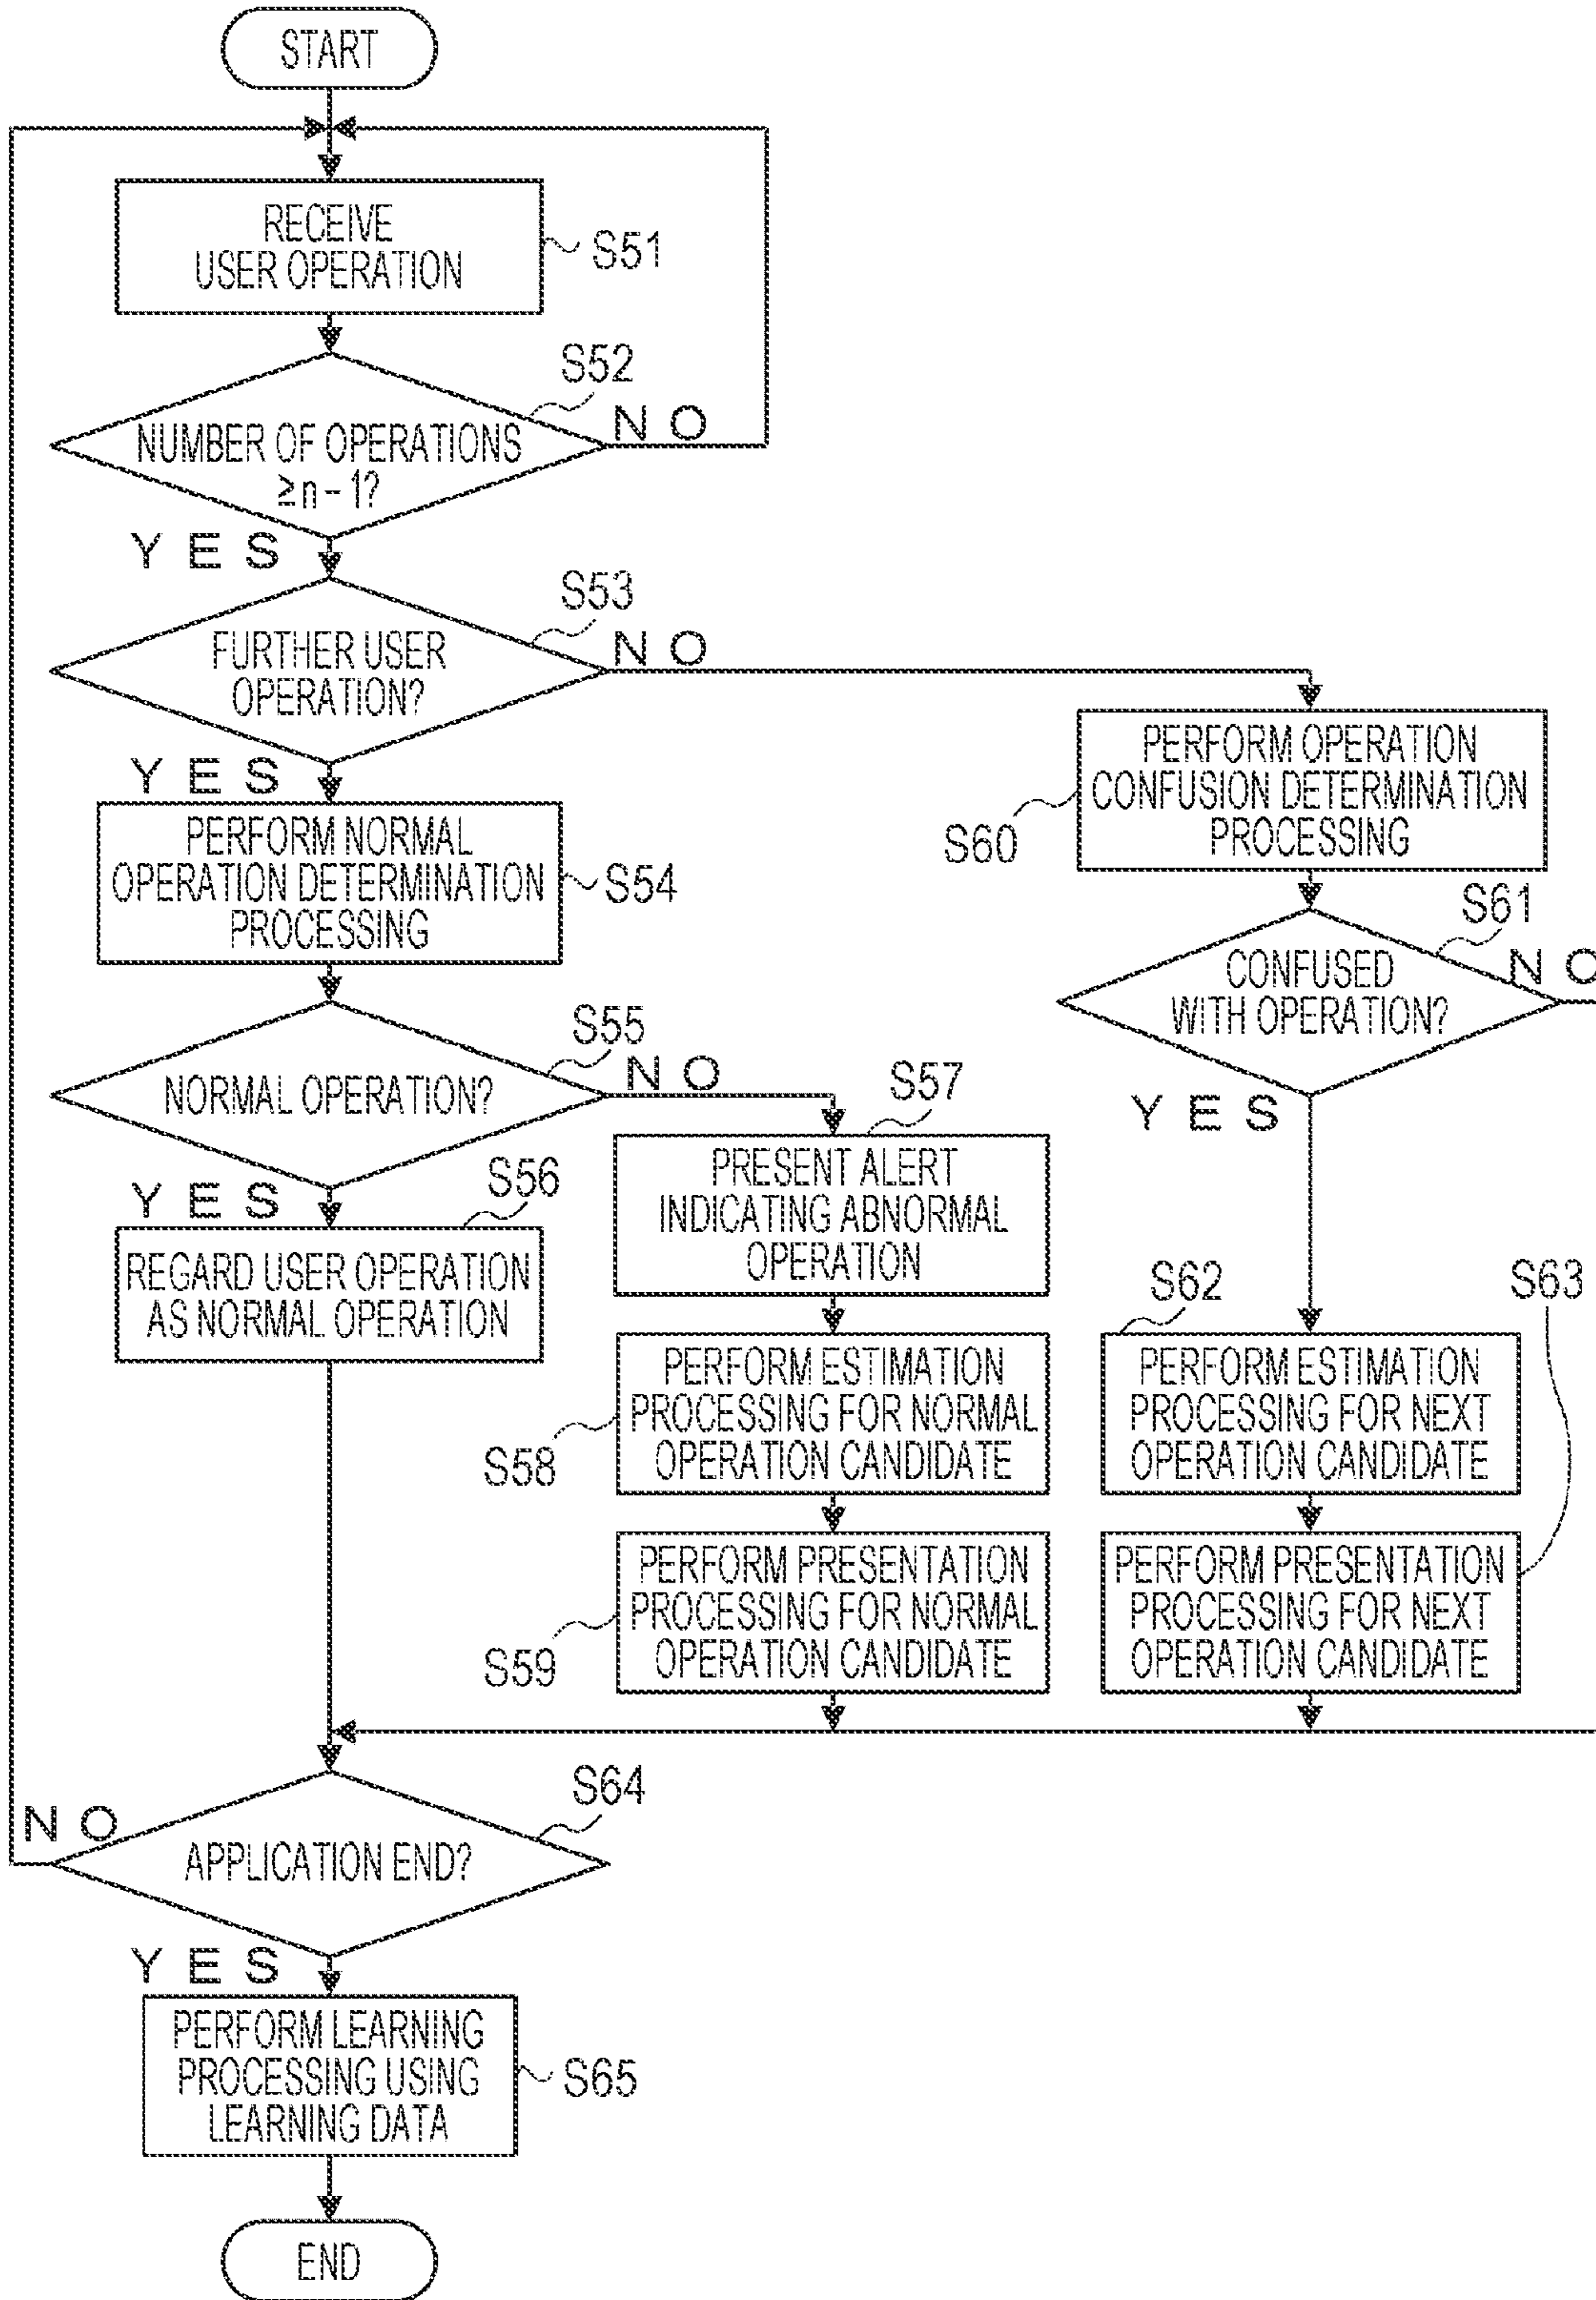 START
RECEIVE
USER OPERATION
S51
S52
NUMBER OF OPERATIONS
≥n-1?
NO
YES
S53
FURTHER USER
OPERATION?
NO
YES
PERFORM NORMAL
OPERATION DETERMINATION
PROCESSING
S54
PERFORM OPERATION
CONFUSION DETERMINATION
PROCESSING
S60
S61
CONFUSED
WITH OPERATION?
NO
YES
S55
NORMAL OPERATION?
NO
YES
S56
REGARD USER OPERATION
AS NORMAL OPERATION
S57
PRESENT ALERT
INDICATING ABNORMAL
OPERATION
PERFORM ESTIMATION
PROCESSING FOR NORMAL
OPERATION CANDIDATE
S58
PERFORM PRESENTATION
PROCESSING FOR NORMAL
OPERATION CANDIDATE
S59
S62
PERFORM ESTIMATION
PROCESSING FOR NEXT
OPERATION CANDIDATE
S63
PERFORM PRESENTATION
PROCESSING FOR NEXT
OPERATION CANDIDATE
S64
APPLICATION END?
NO
YES
PERFORM LEARNING
PROCESSING USING
LEARNING DATA
S65
END